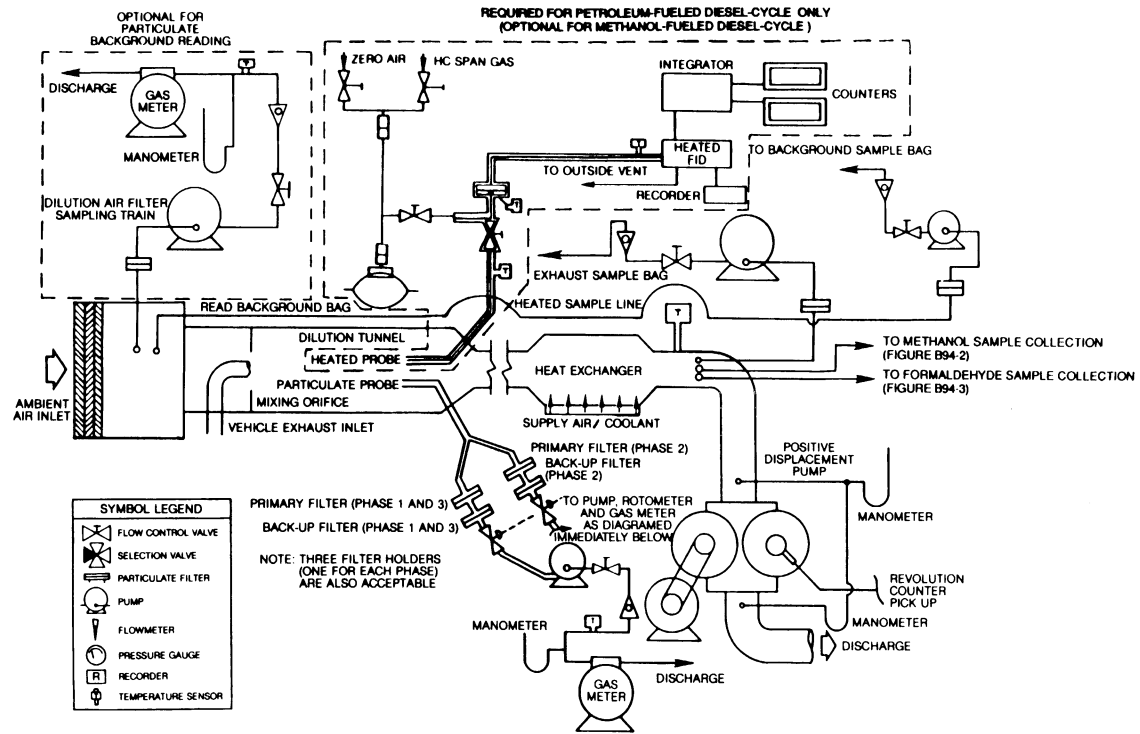 OPTIONAL FOR
PARTICULATE
BACKGROUND READING
REQUIRED FOR PETROLEUM-FUELED DIESEL-CYCLE ONLY
(OPTIONAL FOR METHANOL-FUELED DIESEL-CYCLE)
T
DISCHARGE
GAS
METER
MANOMETER
DILUTION AIR FILTER
SAMPLING TRAIN
ZERO AIR
HC SPAN GAS
INTEGRATOR
COUNTERS
T
HEATED
FID
TO OUTSIDE VENT
RECORDER
T
T
TO BACKGROUND SAMPLE BAG
EXHAUST SAMPLE BAG
READ BACKGROUND BAG
HEATED SAMPLE LINE
T
DILUTION TUNNEL
HEATED PROBE
PARTICULATE PROBE
HEAT EXCHANGER
TO METHANOL SAMPLE COLLECTION
(FIGURE B94-2)
TO FORMALDEHYDE SAMPLE COLLECTION
(FIGURE B94-3)
AMBIENT
AIR INLET
MIXING ORIFICE
VEHICLE EXHAUST INLET
SUPPLY AIR/ COOLANT
PRIMARY FILTER (PHASE 2)
BACK-UP FILTER
(PHASE 2)
POSITIVE
DISPLACEMENT
PUMP
PRIMARY FILTER (PHASE 1 AND 3)
BACK-UP FILTER (PHASE 1 AND 3)
TO PUMP, ROTOMETER
AND GAS METER
AS DIAGRAMED
IMMEDIATELY BELOW
MANOMETER
NOTE: THREE FILTER HOLDERS
(ONE FOR EACH PHASE)
ARE ALSO ACCEPTABLE
REVOLUTION
COUNTER
PICK UP
MANOMETER
DISCHARGE
MANOMETER
T
GAS
METER
DISCHARGE
SYMBOL LEGEND
FLOW CONTROL VALVE
SELECTION VALVE
PARTICULATE FILTER
PUMP
FLOWMETER
PRESSURE GAUGE
R
RECORDER
TEMPERATURE SENSOR